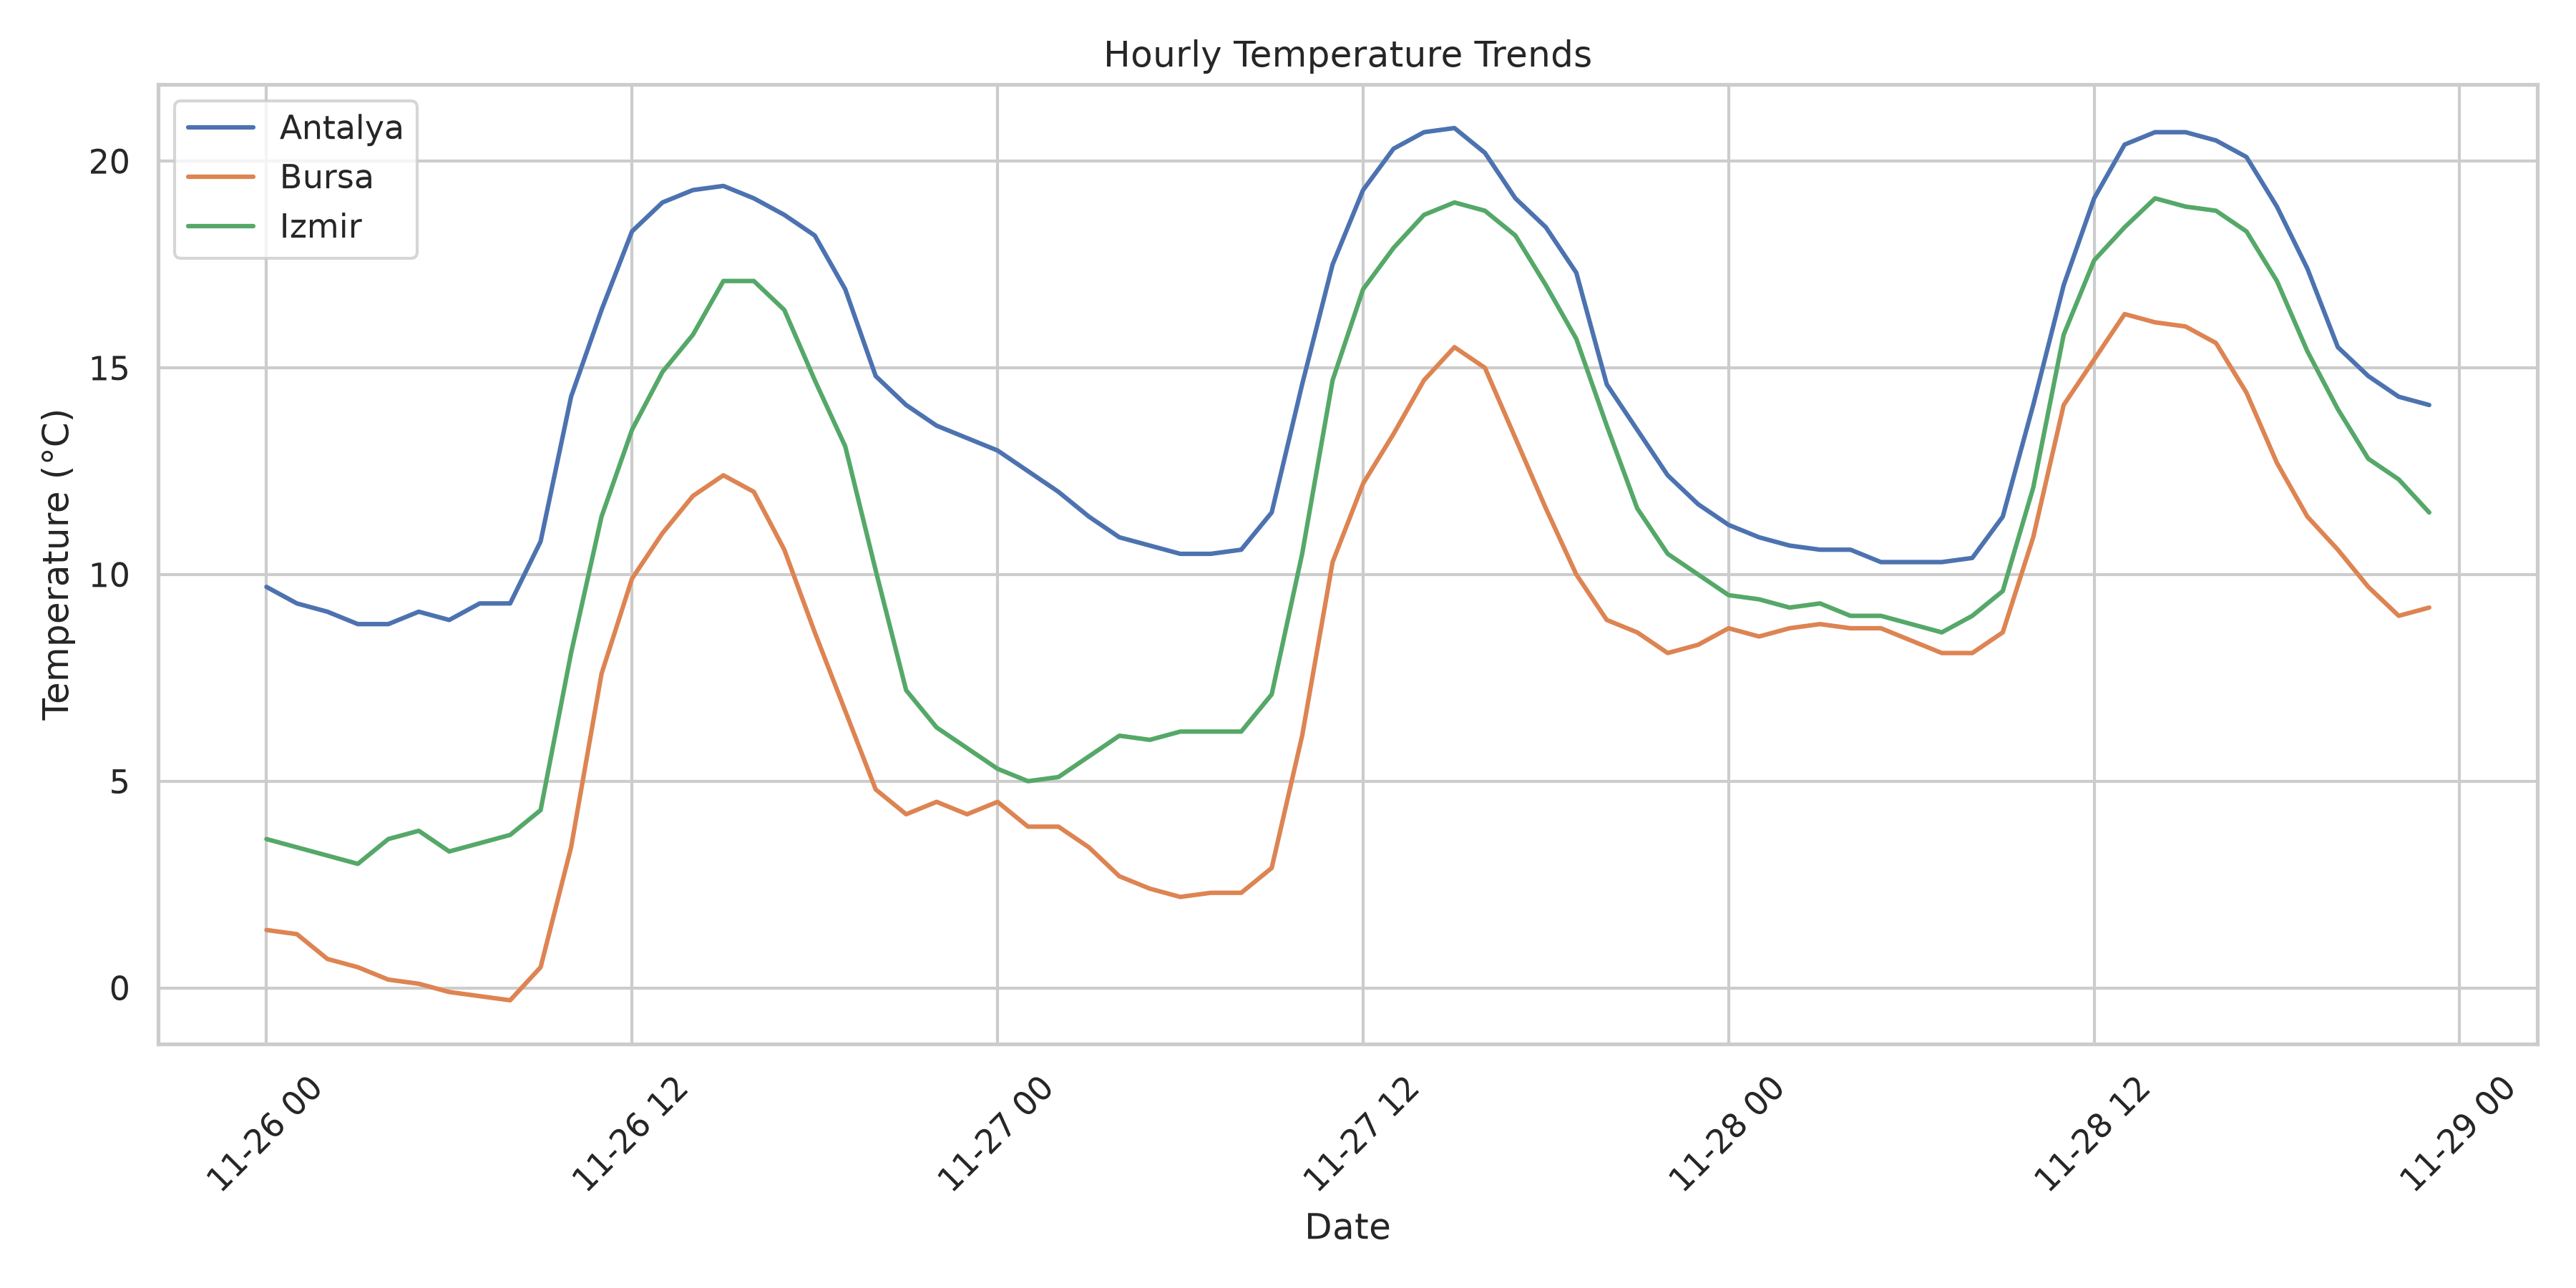 Hourly Temperature Trends
Antalya
Bursa
Izmir
Temperature (°C)
20
15
10
5
0
11-26 00
11-26 12
11-27 00
11-27 12
11-28 00
11-28 12
11-29 00
Date